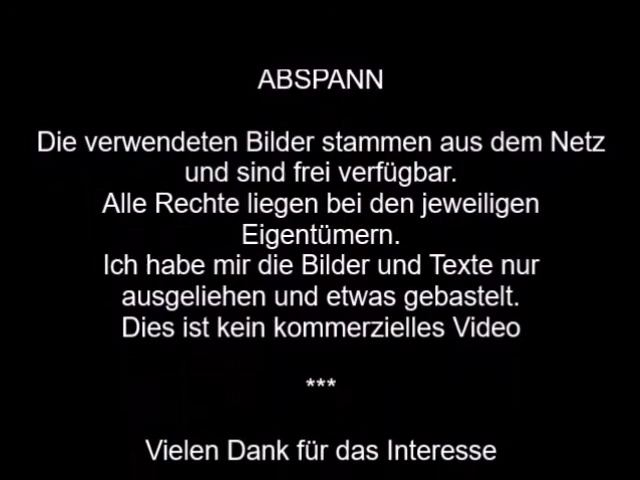 ABSPANN
Die verwendeten Bilder stammen aus dem Netz
und sind frei verfügbar.
Alle Rechte liegen bei den jeweiligen
Eigentümern.
Ich habe mir die Bilder und Texte nur
ausgeliehen und etwas gebastelt.
Dies ist kein kommerzielles Video
***
Vielen Dank für das Interesse